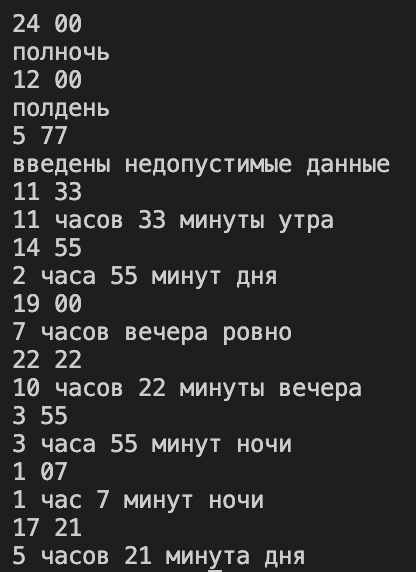 24 00
полночь
12 00
полдень
5 77
введены недопустимые данные
11 33
11 часов 33 минуты утра
14 55
2 часа 55 минут дня
19 00
7 часов вечера ровно
22 22
10 часов 22 минуты вечера
3 55
3 часа 55 минут ночи
1 07
1 час 7 минут ночи
17 21
5 часов 21 минута дня